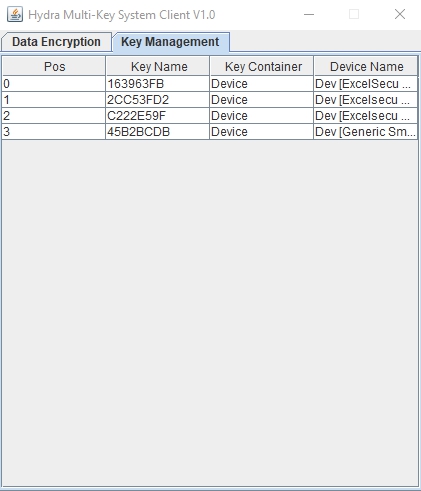 Hydra Multi-Key System Client V1.0
Data Encryption Key Management
Pos Key Name Key Container Device Name
0 163963FB Device Dev [ExcelSecu ...
1 2CC53FD2 Device Dev [Excelsecu ...
2 C222E59F Device Dev [Excelsecu ...
3 45B2BCDB Device Dev [Generic Sm...